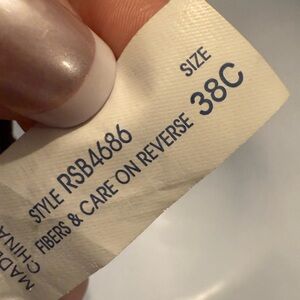 SIZE
38C
STYLE RSB4686
FIBERS & CARE ON REVERSE
MADE
CHINA